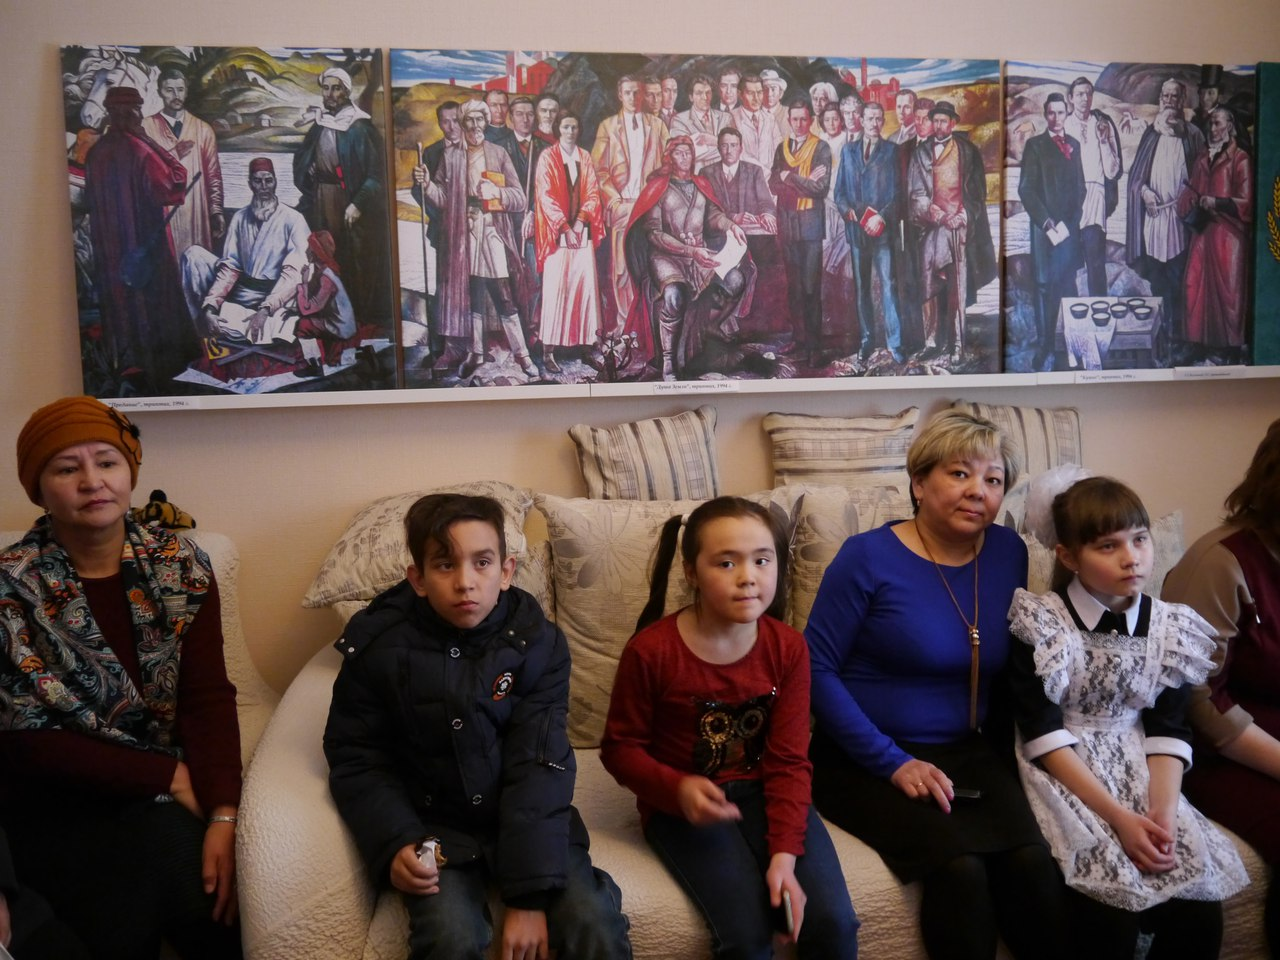 "Предание", триптих, 1994 г.
"Душа Земли", триптих, 1994 г.
"Кумыс", триптих, 1994 г.